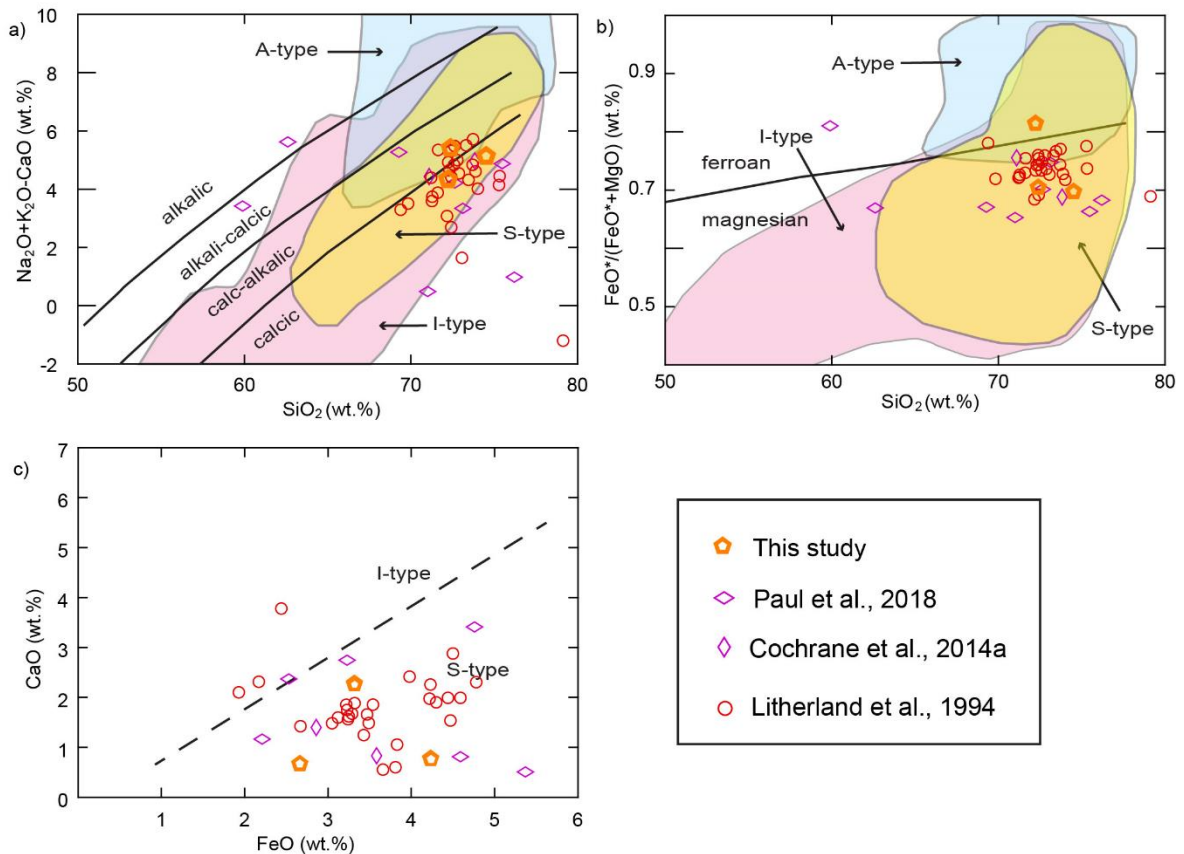 a)
Na₂O+K₂O-CaO (wt.%)
10
8
6
4
2
0
-2
50
60
70
80
SiO₂ (wt.%)
A-type
alkalic
alkali-calcic
calc-alkalic
calcic
S-type
I-type
b)
FeO*/(FeO*+MgO) (wt.%)
0.9
0.7
0.5
50
60
70
80
SiO₂ (wt.%)
A-type
I-type
ferroan
magnesian
S-type
c)
CaO (wt.%)
7
6
5
4
3
2
1
0
1
2
3
4
5
6
FeO (wt.%)
I-type
S-type
This study
Paul et al., 2018
Cochrane et al., 2014a
Litherland et al., 1994